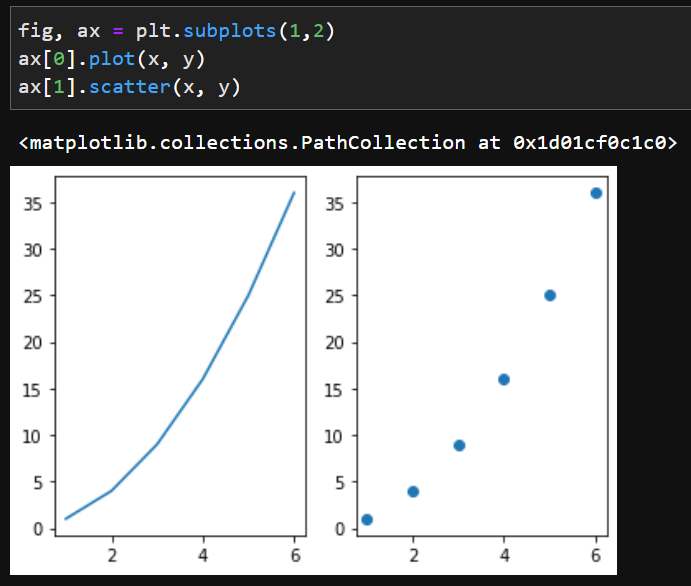 fig, ax = plt.subplots(1,2)
ax[0].plot(x, y)
ax[1].scatter(x, y)
<matplotlib.collections.PathCollection at 0x1d01cf0c1c0>
35
30
25
20
15
10
5
0
2 4 6
35
30
25
20
15
10
5
0
2 4 6